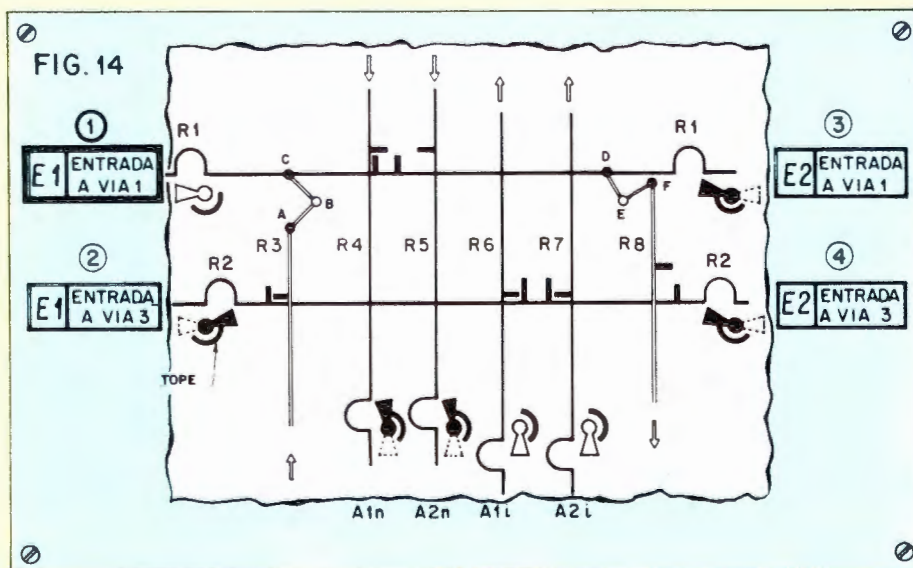 FIG. 14
1
R1
E1 ENTRADA A VIA 1
C
B
A
D
E
F
R1
3
E2 ENTRADA A VIA 1
2
R2
E1 ENTRADA A VIA 3
TOPE
R3
R4
R5
R6
R7
R8
R2
4
E2 ENTRADA A VIA 3
A1n
A2n
A1i
A2i